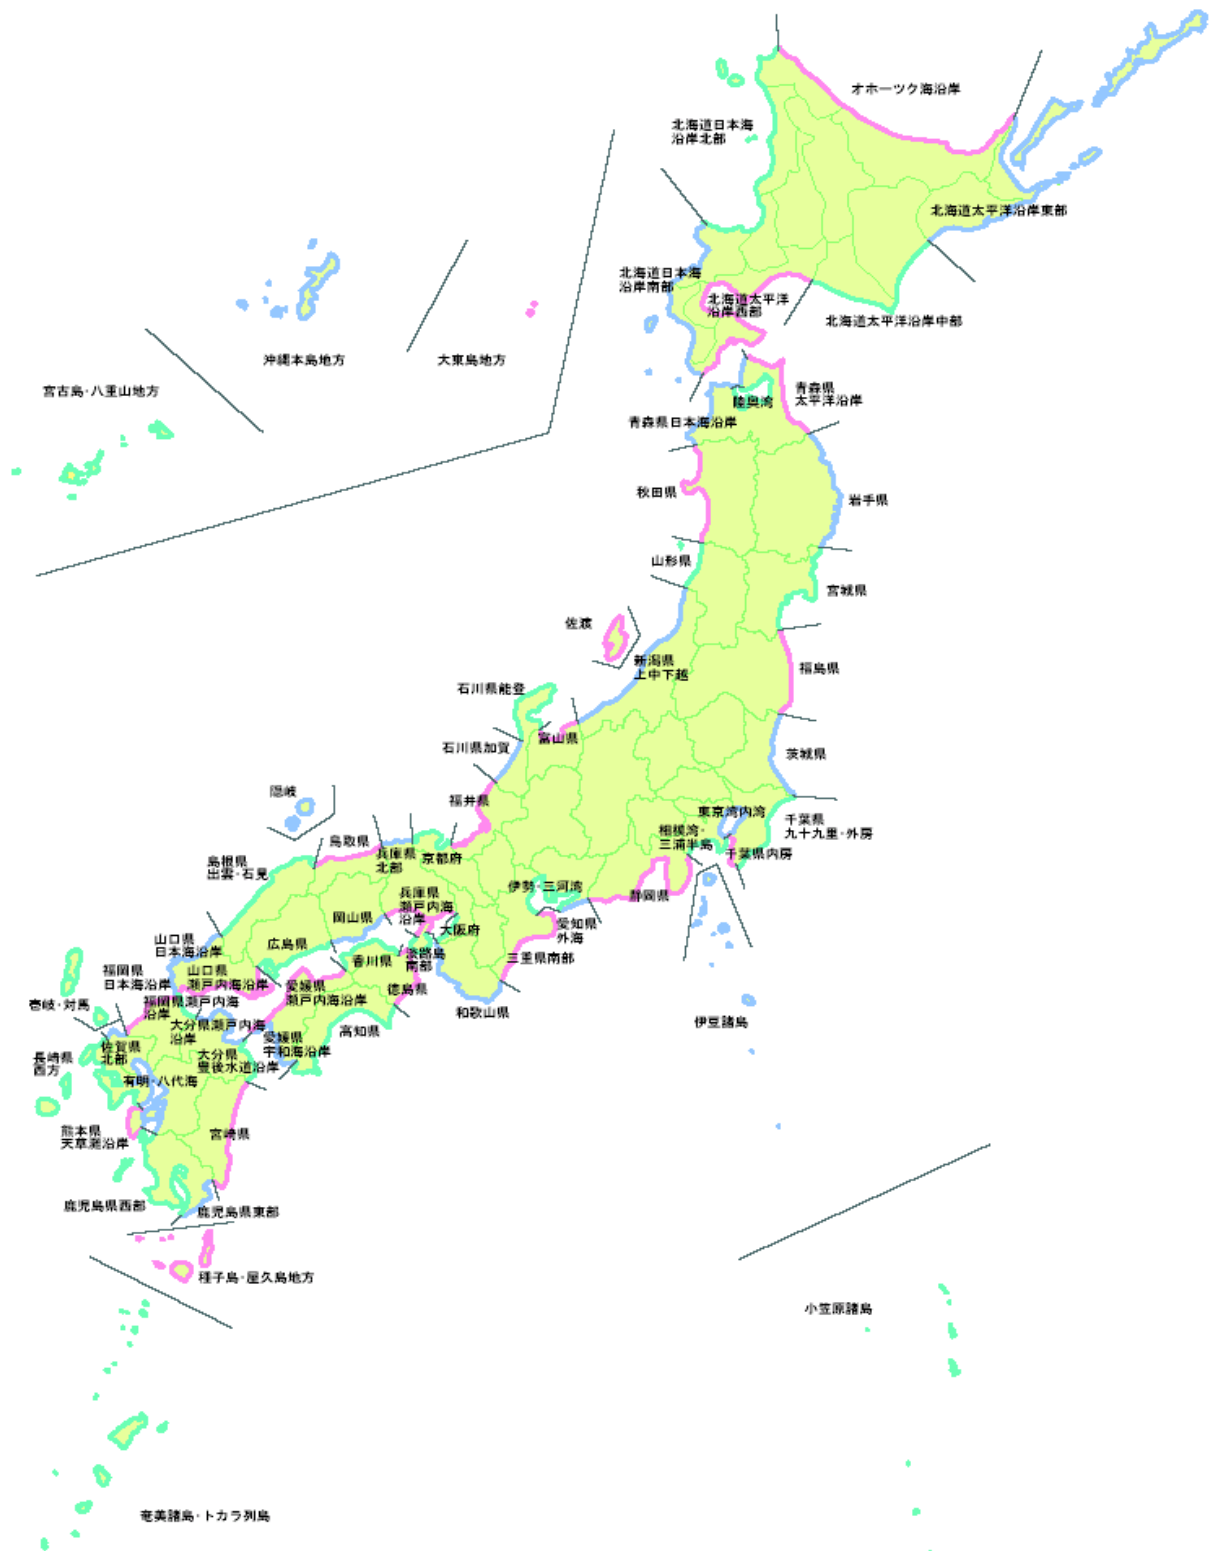 オホーツク海沿岸
北海道日本海
沿岸北部
北海道太平洋沿岸東部
北海道日本海
沿岸南部
北海道太平洋
沿岸西部
北海道太平洋沿岸中部
沖縄本島地方
大東島地方
宮古島・八重山地方
青森県
太平洋沿岸
陸奥湾
青森県日本海沿岸
秋田県
岩手県
山形県
宮城県
佐渡
新潟県
上中下越
福島県
石川県能登
富山県
石川県加賀
茨城県
隠岐
福井県
東京湾内湾
千葉県
九十九里・外房
相模湾・
三浦半島
千葉県内房
鳥取県
兵庫県
北部
京都府
島根県
出雲・石見
伊勢・三河湾
静岡県
兵庫県
瀬戸内海
沿岸
岡山県
大阪府
愛知県
外海
山口県
日本海沿岸
広島県
香川県
淡路島
南部
三重県南部
福岡県
日本海沿岸
山口県
瀬戸内海沿岸
愛媛県
瀬戸内海沿岸
徳島県
壱岐・対馬
福岡県瀬戸内海
沿岸
和歌山県
伊豆諸島
大分県瀬戸内海
沿岸
高知県
佐賀県
北部
愛媛県
宇和海沿岸
長崎県
西方
大分県
豊後水道沿岸
有明・八代海
熊本県
天草灘沿岸
宮崎県
鹿児島県西部
鹿児島県東部
種子島・屋久島地方
小笠原諸島
奄美諸島・トカラ列島